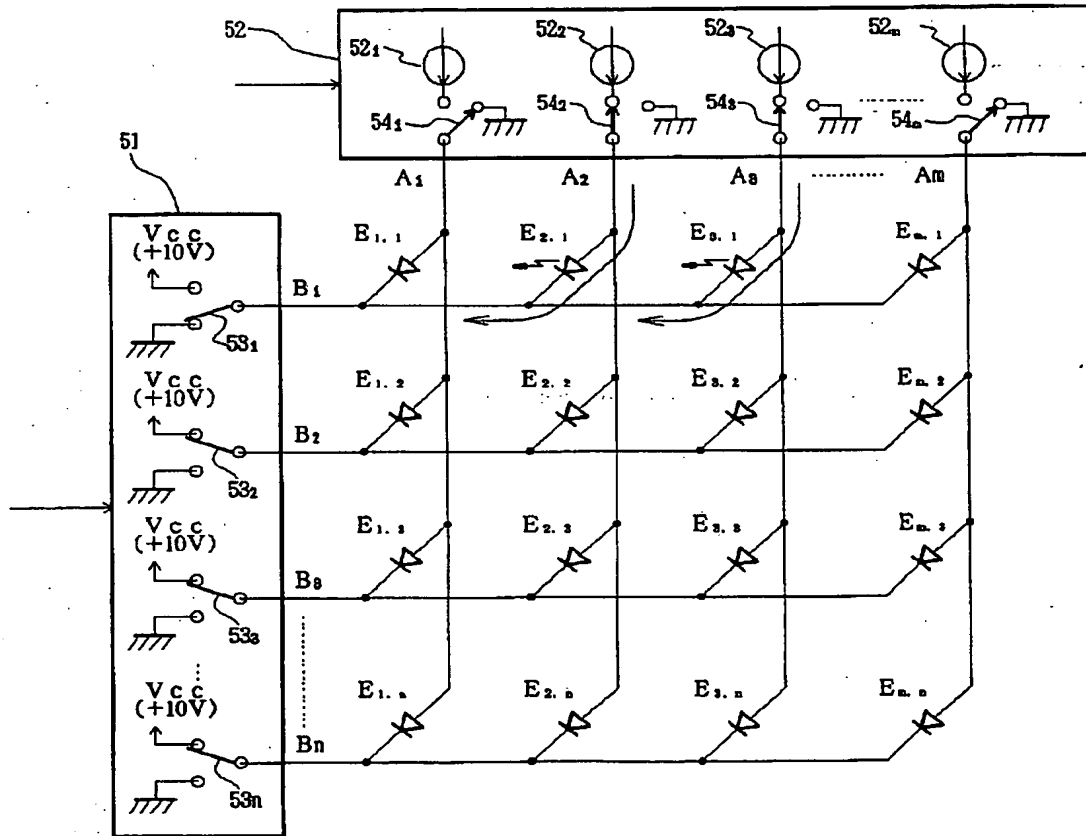 52
52₁ 52₂ 52₃ 52m
54₁ 54₂ 54₃ 54m
51
A₁ A₂ A₃ Am
Vcc
(+10V)
E₁.₁ E₂.₁ E₃.₁ Em.₁
B₁
53₁
Vcc
(+10V)
E₁.₂ E₂.₂ E₃.₂ Em.₂
B₂
53₂
Vcc
(+10V)
E₁.₃ E₂.₃ E₃.₃ Em.₃
B₃
53₃
Vcc
(+10V)
E₁.n E₂.n E₃.n Em.n
Bn
53n